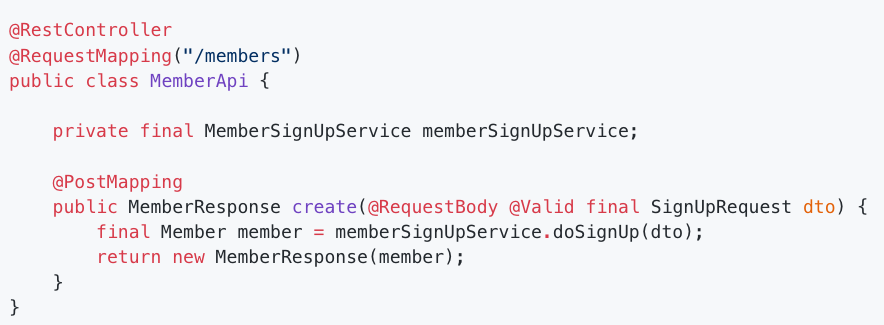 @RestController
@RequestMapping("/members")
public class MemberApi {
    private final MemberSignUpService memberSignUpService;
    @PostMapping
    public MemberResponse create(@RequestBody @Valid final SignUpRequest dto) {
        final Member member = memberSignUpService.doSignUp(dto);
        return new MemberResponse(member);
    }
}